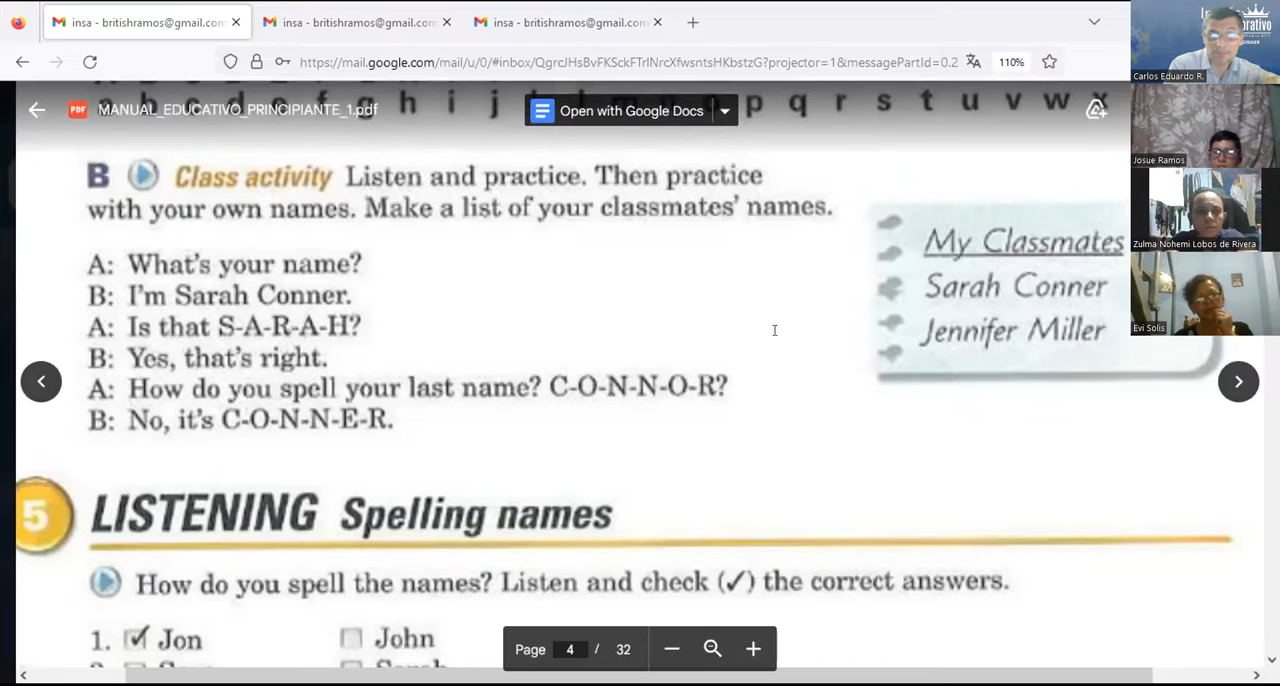 insa - britishramos@gmail.com
insa - britishramos@gmail.com
insa - britishramos@gmail.com
https://mail.google.com/mail/u/0/#inbox/QgrcJHsBvFKSckFTrlNrcXfwsntsHKbstzG?projector=1&messagePartId=0.2
110%
PDF MANUAL_EDUCATIVO_PRINCIPIANTE_1.pdf
Open with Google Docs
h i j p q r s t u v w x
B Class activity Listen and practice. Then practice
with your own names. Make a list of your classmates' names.
A: What's your name?
B: I'm Sarah Conner.
A: Is that S-A-R-A-H?
B: Yes, that's right.
A: How do you spell your last name? C-O-N-N-O-R?
B: No, it's C-O-N-N-E-R.
My Classmates
Sarah Conner
Jennifer Miller
5 LISTENING Spelling names
How do you spell the names? Listen and check (✓) the correct answers.
1. ✓ Jon John
Page 4 / 32
Carlos Eduardo R.
Josue Ramos
Zulma Nohemi Lobos de Rivera
Evi Solis